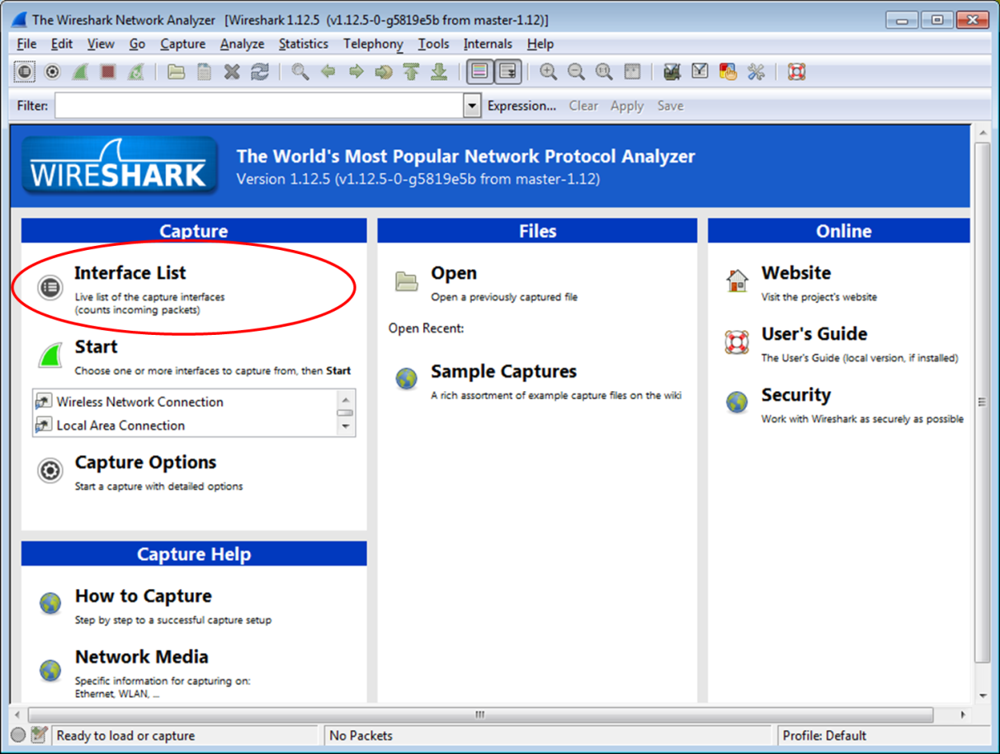 The Wireshark Network Analyzer [Wireshark 1.12.5 (v1.12.5-0-g5819e5b from master-1.12)]
File Edit View Go Capture Analyze Statistics Telephony Tools Internals Help
Filter: Expression... Clear Apply Save
WIRESHARK
The World's Most Popular Network Protocol Analyzer
Version 1.12.5 (v1.12.5-0-g5819e5b from master-1.12)
Capture
Interface List
Live list of the capture interfaces
(counts incoming packets)
Start
Choose one or more interfaces to capture from, then Start
Wireless Network Connection
Local Area Connection
Capture Options
Start a capture with detailed options
Capture Help
How to Capture
Step by step to a successful capture setup
Network Media
Specific information for capturing on:
Ethernet, WLAN, ...
Files
Open
Open a previously captured file
Open Recent:
Sample Captures
A rich assortment of example capture files on the wiki
Online
Website
Visit the project's website
User's Guide
The User's Guide (local version, if installed)
Security
Work with Wireshark as securely as possible
Ready to load or capture
No Packets
Profile: Default